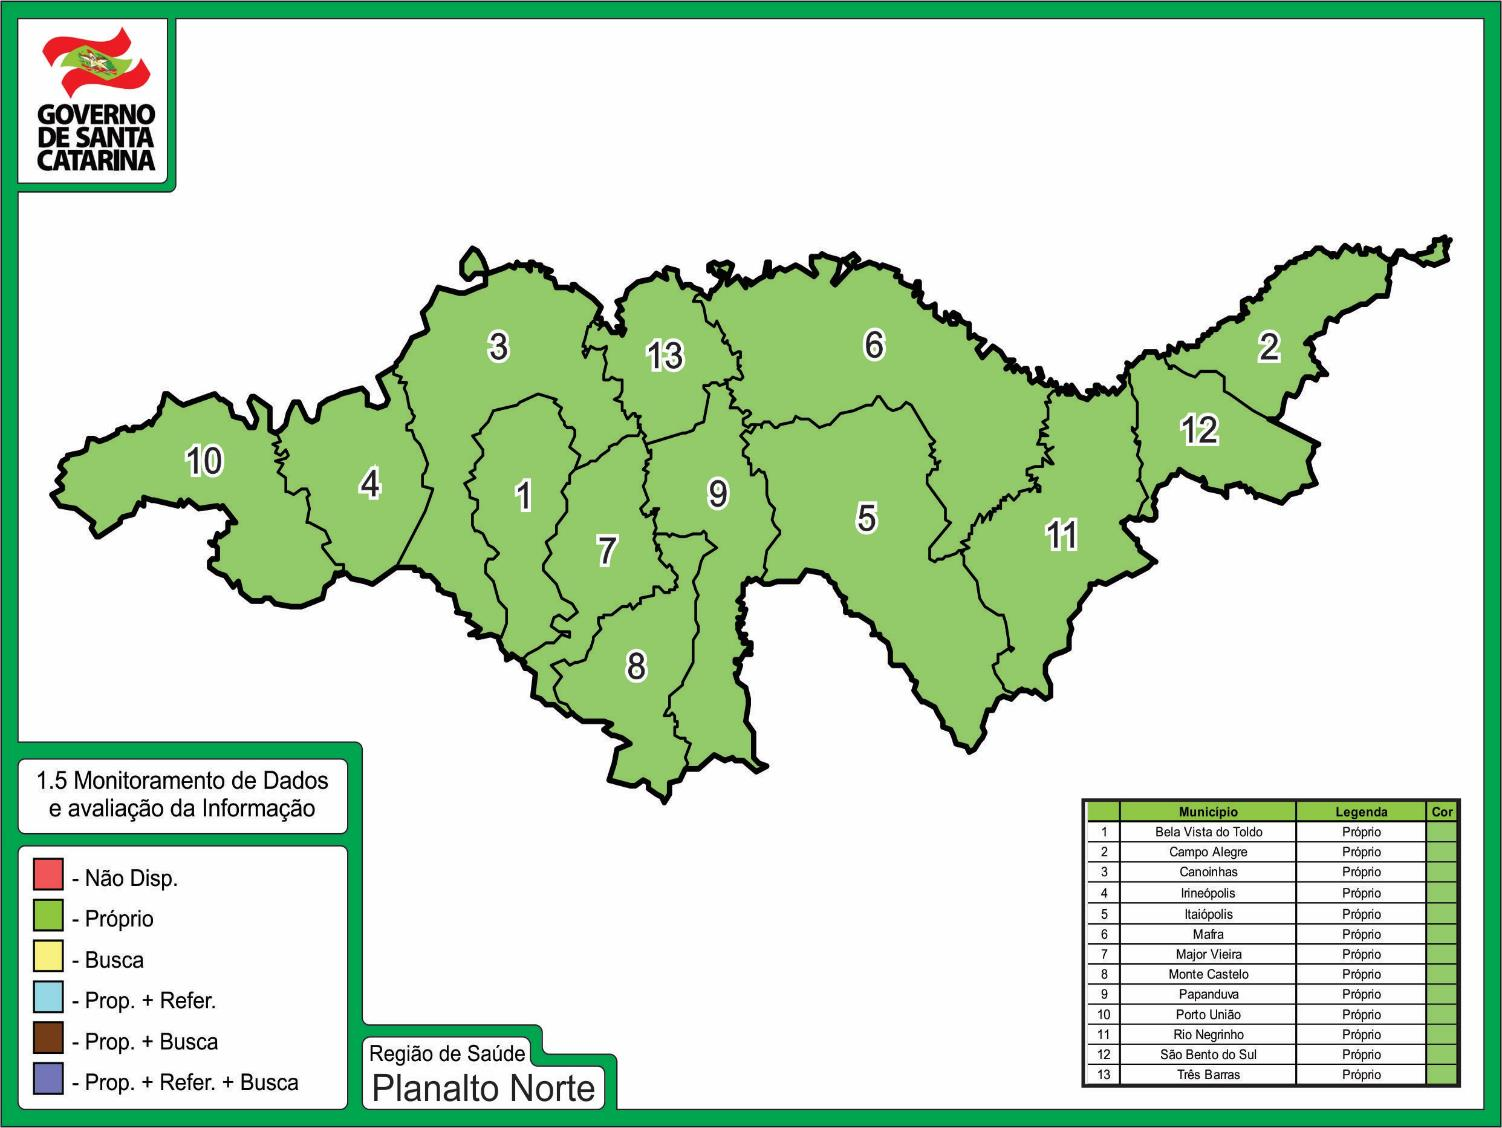 GOVERNO
DE SANTA
CATARINA
3
13
6
2
12
10
4
1
9
5
11
7
8
1.5 Monitoramento de Dados
e avaliação da Informação
- Não Disp.
- Próprio
- Busca
- Prop. + Refer.
- Prop. + Busca
- Prop. + Refer. + Busca
Região de Saúde
Planalto Norte
Município Legenda Cor
1 Bela Vista do Toldo Próprio
2 Campo Alegre Próprio
3 Canoinhas Próprio
4 Irineópolis Próprio
5 Itaiópolis Próprio
6 Mafra Próprio
7 Major Vieira Próprio
8 Monte Castelo Próprio
9 Papanduva Próprio
10 Porto União Próprio
11 Rio Negrinho Próprio
12 São Bento do Sul Próprio
13 Três Barras Próprio